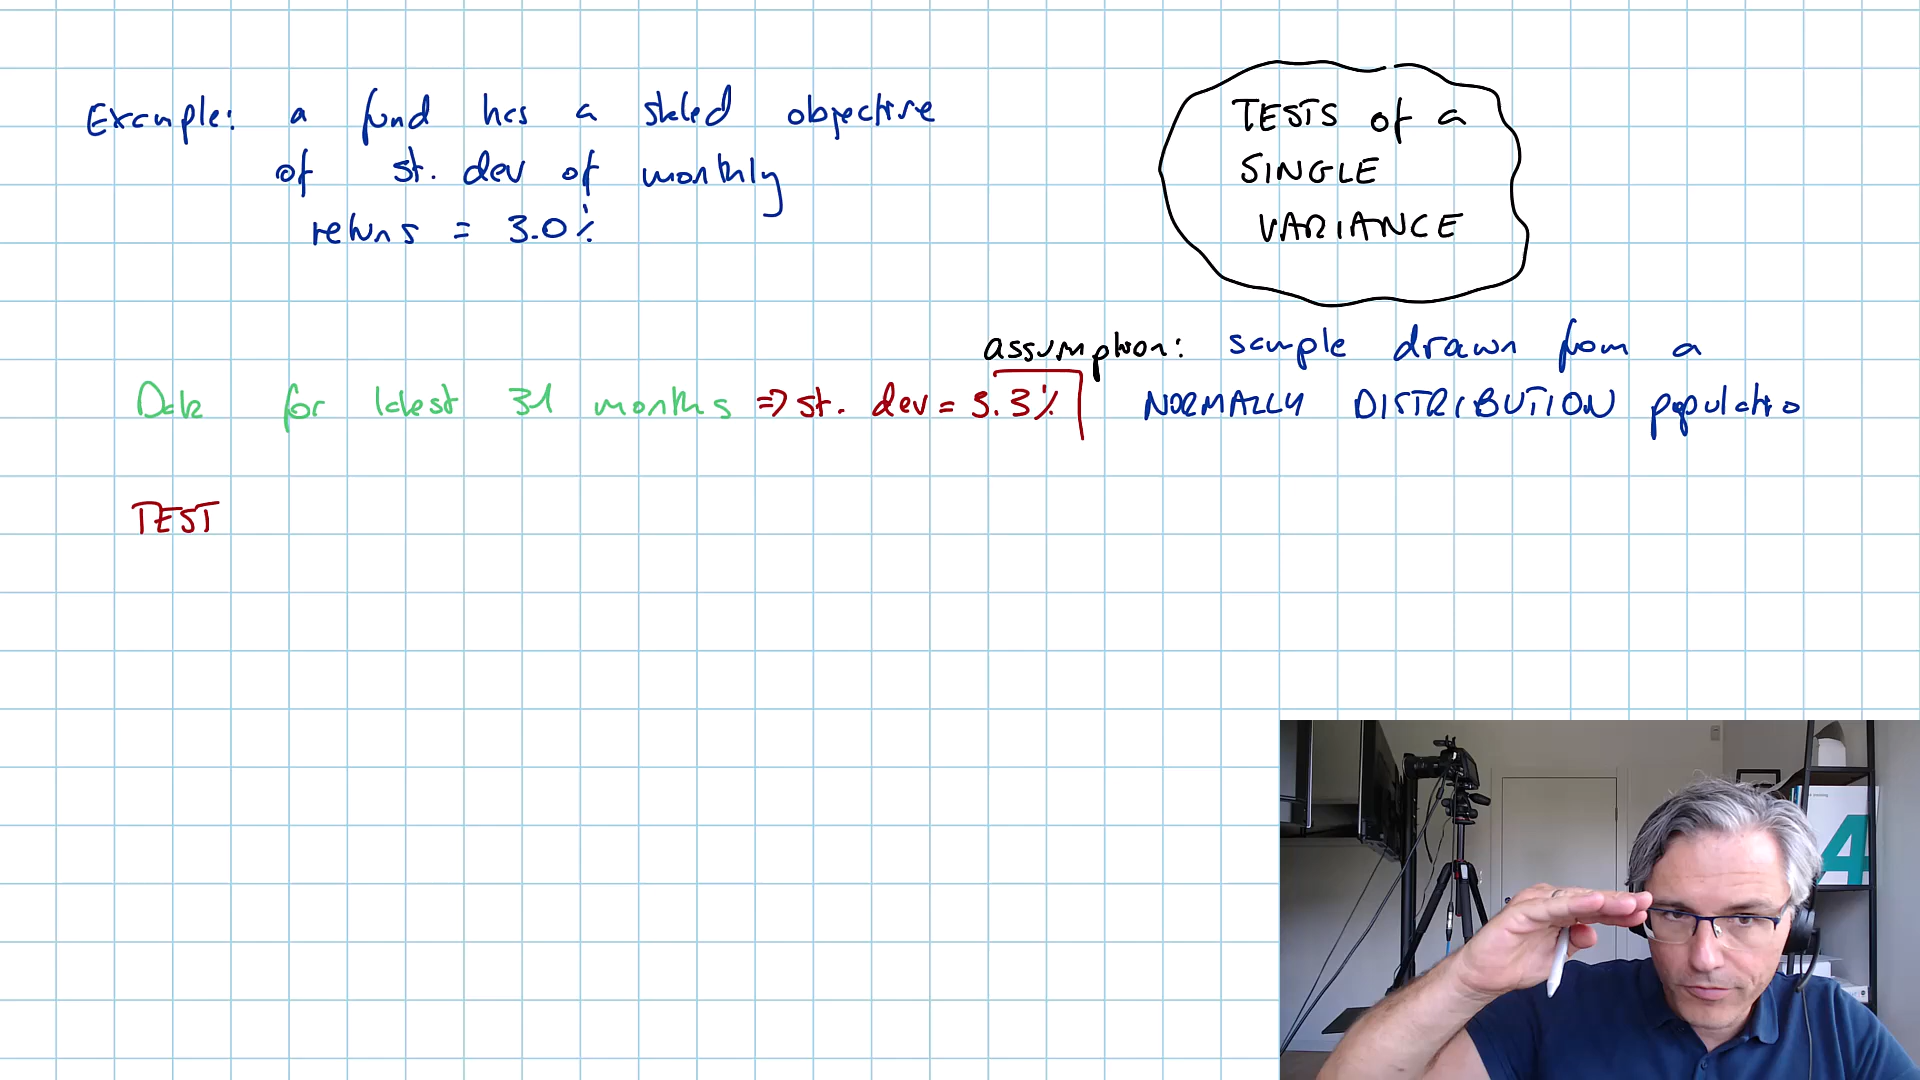 Example: a fund has a stated objective
of st. dev of monthly
returns = 3.0%
TESTS of a
SINGLE
VARIANCE
assumption: sample drawn from a
NORMALLY DISTRIBUTION populatio
Data for latest 31 months => st. dev = 3.3%
TEST
A